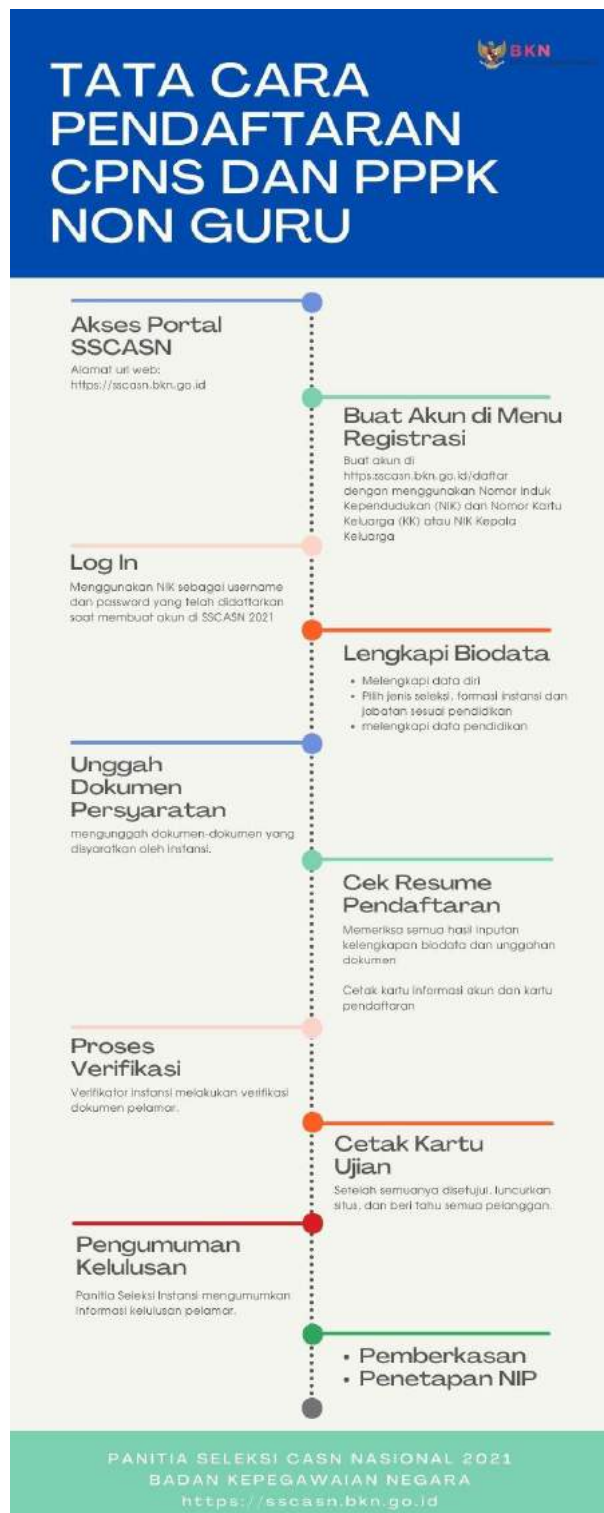 BKN
TATA CARA
PENDAFTARAN
CPNS DAN PPPK
NON GURU
Akses Portal
SSCASN
Alamat url web:
https://sscasn.bkn.go.id
Buat Akun di Menu
Registrasi
Buat akun di
https:sscasn.bkn.go.id/daftar
dengan menggunakan Nomor Induk
Kependudukan (NIK) dan Nomor Kartu
Keluarga (KK) atau NIK Kepala
Keluarga
Log In
Menggunakan NIK sebagai username
dan password yang telah didaftarkan
saat membuat akun di SSCASN 2021
Lengkapi Biodata
• Melengkapi data diri
• Pilih jenis seleksi, formasi instansi dan
jabatan sesuai pendidikan
• melengkapi data pendidikan
Unggah
Dokumen
Persyaratan
mengunggah dokumen-dokumen yang
disyaratkan oleh instansi.
Cek Resume
Pendaftaran
Memeriksa semua hasil inputan
kelengkapan biodata dan unggahan
dokumen
Cetak kartu informasi akun dan kartu
pendaftaran
Proses
Verifikasi
Verifikator instansi melakukan verifikasi
dokumen pelamar.
Cetak Kartu
Ujian
Setelah semuanya disetujui, luncurkan
situs, dan beri tahu semua pelanggan.
Pengumuman
Kelulusan
Panitia Seleksi Instansi mengumumkan
informasi kelulusan pelamar.
• Pemberkasan
• Penetapan NIP
PANITIA SELEKSI CASN NASIONAL 2021
BADAN KEPEGAWAIAN NEGARA
https://sscasn.bkn.go.id